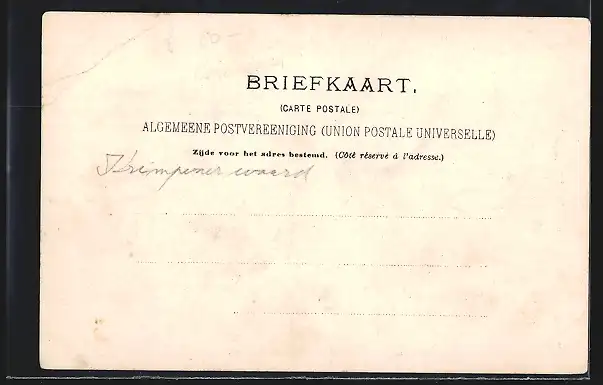 BRIEFKAART.
(CARTE POSTALE)
ALGEMEENE POSTVEREENIGING (UNION POSTALE UNIVERSELLE)
Zijde voor het adres bestemd. (Côté réservé à l'adresse.)
Krimpener waard